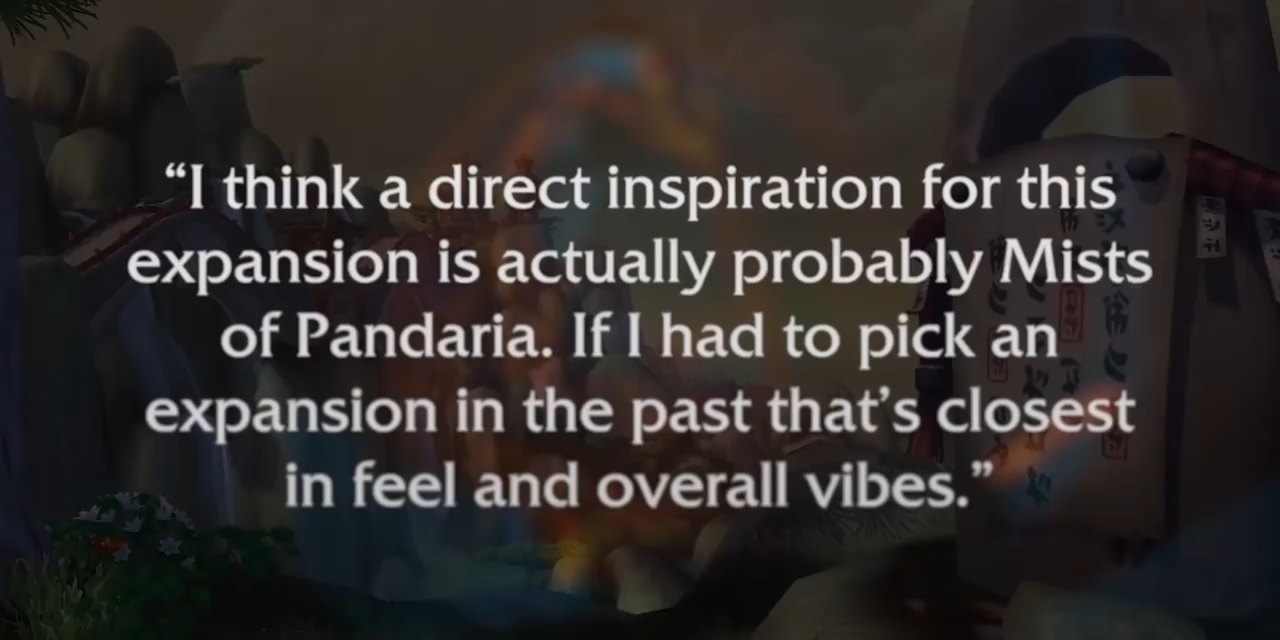 “I think a direct inspiration for this
expansion is actually probably Mists
of Pandaria. If I had to pick an
expansion in the past that’s closest
in feel and overall vibes.”